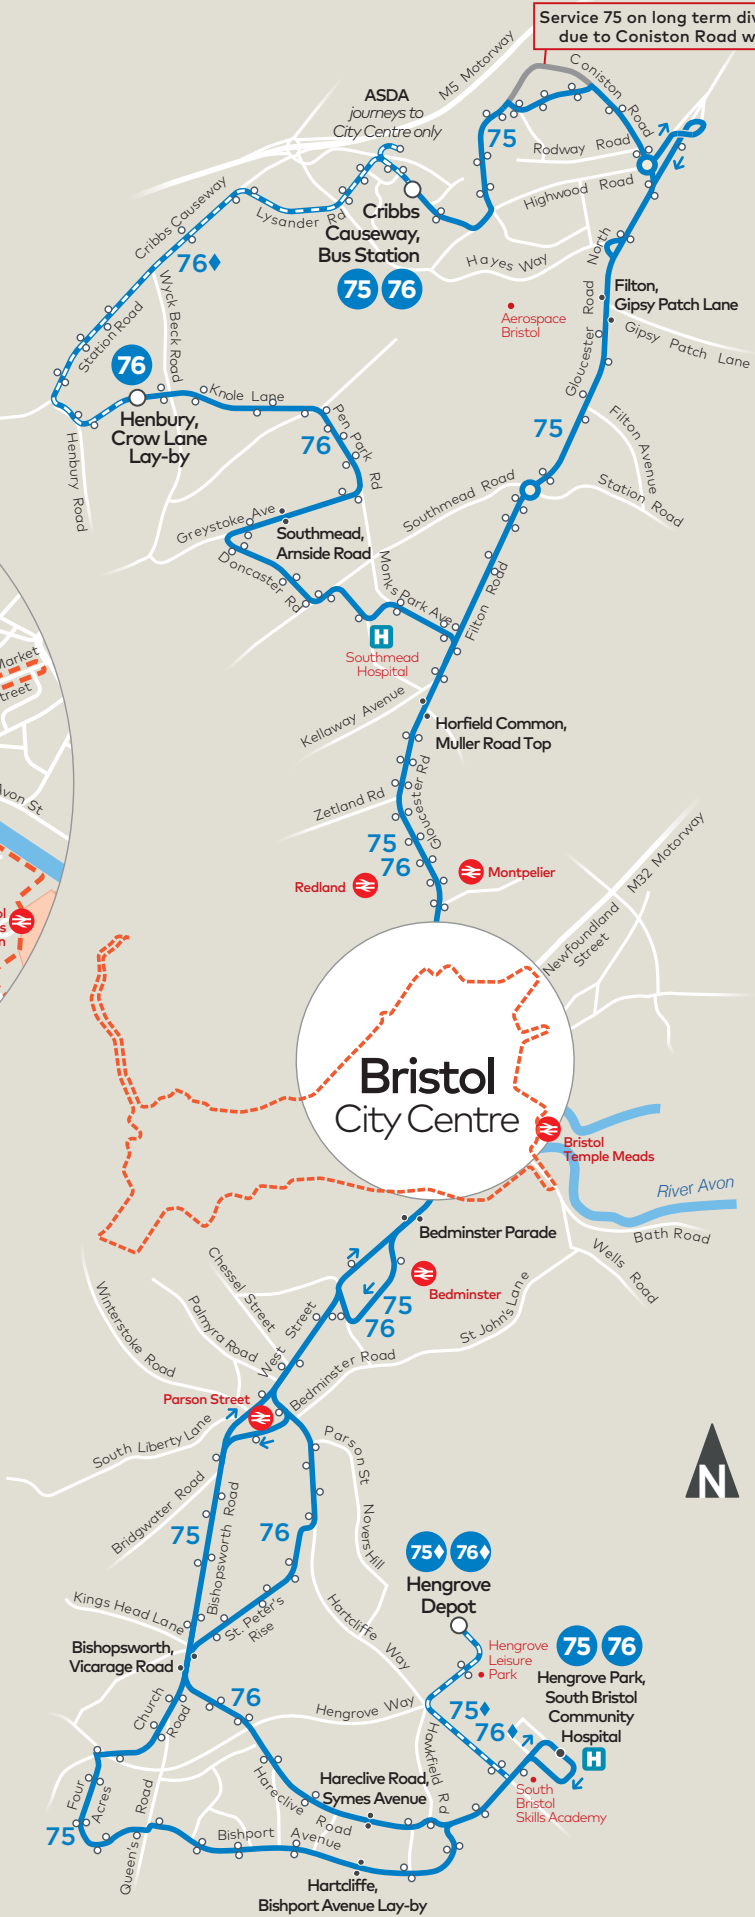 Service 75 on long term
due to Coniston Road
M5 Motorway
Coniston Road
ASDA
journeys to
City Centre only
75
Rodway Road
Highwood Road
Cribbs Causeway
Lysander Rd
Cribbs
Causeway,
Bus Station
75 76
76♦
Hayes Way
Gloucester Road North
Filton,
Gipsy Patch Lane
Aerospace
Bristol
Gipsy Patch Lane
Station Road
Wyck Beck Road
76
Henbury,
Crow Lane
Lay-by
Knole Lane
76
Pen Park Rd
75
Filton Avenue
Henbury Road
Southmead Road
Station Road
Greystoke Ave
Southmead,
Arnside Road
Doncaster Rd
Monks Park Ave
Filton Road
H
Southmead
Hospital
Market
Kellaway Avenue
Horfield Common,
Muller Road Top
Avon St
Zetland Rd
Gloucester Rd
75
76
Redland
Montpelier
M32 Motorway
Newfoundland
Street
Bristol
City Centre
Bristol
Temple Meads
River Avon
Bath Road
Wells Road
Bedminster Parade
Chessel Street
Bedminster
75
76
Winterstoke Road
Palmyra Road
West Street
St John's Lane
Bedminster Road
Parson Street
South Liberty Lane
Parson St
N
Bridgwater Road
Bishopsworth Road
75
76
Novers Hill
75♦ 76♦
Hengrove
Depot
Kings Head Lane
St. Peter's
Rise
Hartcliffe Way
Bishopsworth,
Vicarage Road
Hengrove
Leisure
Park
75 76
Hengrove Park,
South Bristol
Community
Hospital
H
76
Church Road
Hengrove Way
75♦
76♦
Hawkfield Rd
Hareclive Road,
Symes Avenue
South
Bristol
Skills Academy
Four Acres
Hareclive Road
75
Queen's Road
Bishport Avenue
Hartcliffe,
Bishport Avenue Lay-by